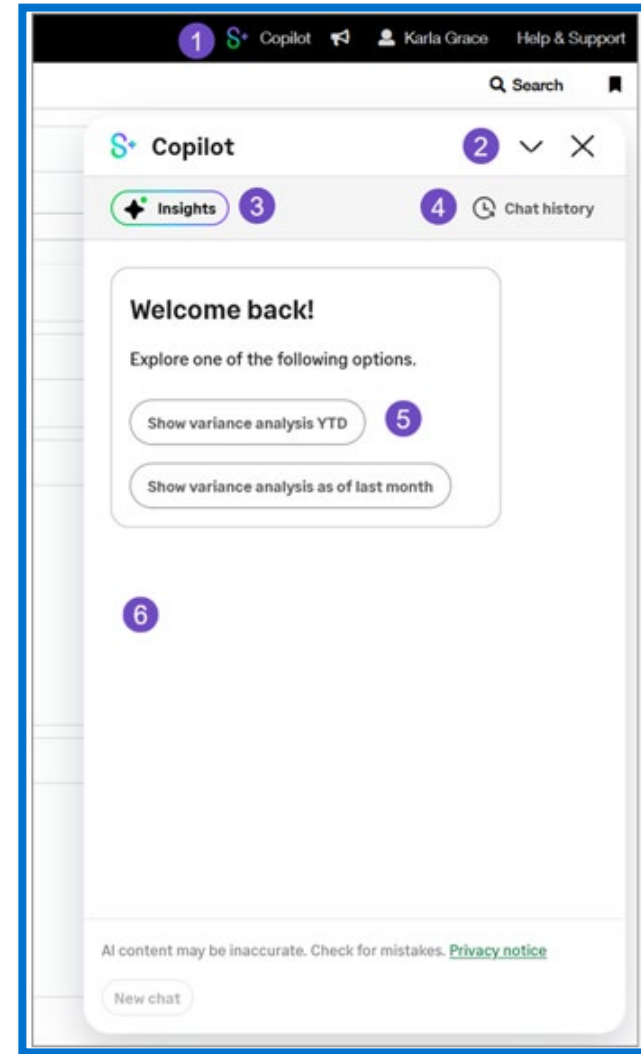 1 S+ Copilot Karla Grace Help & Support
Search
S+ Copilot 2
Insights 3 4 Chat history
Welcome back!
Explore one of the following options.
Show variance analysis YTD 5
Show variance analysis as of last month
6
AI content may be inaccurate. Check for mistakes. Privacy notice
New chat